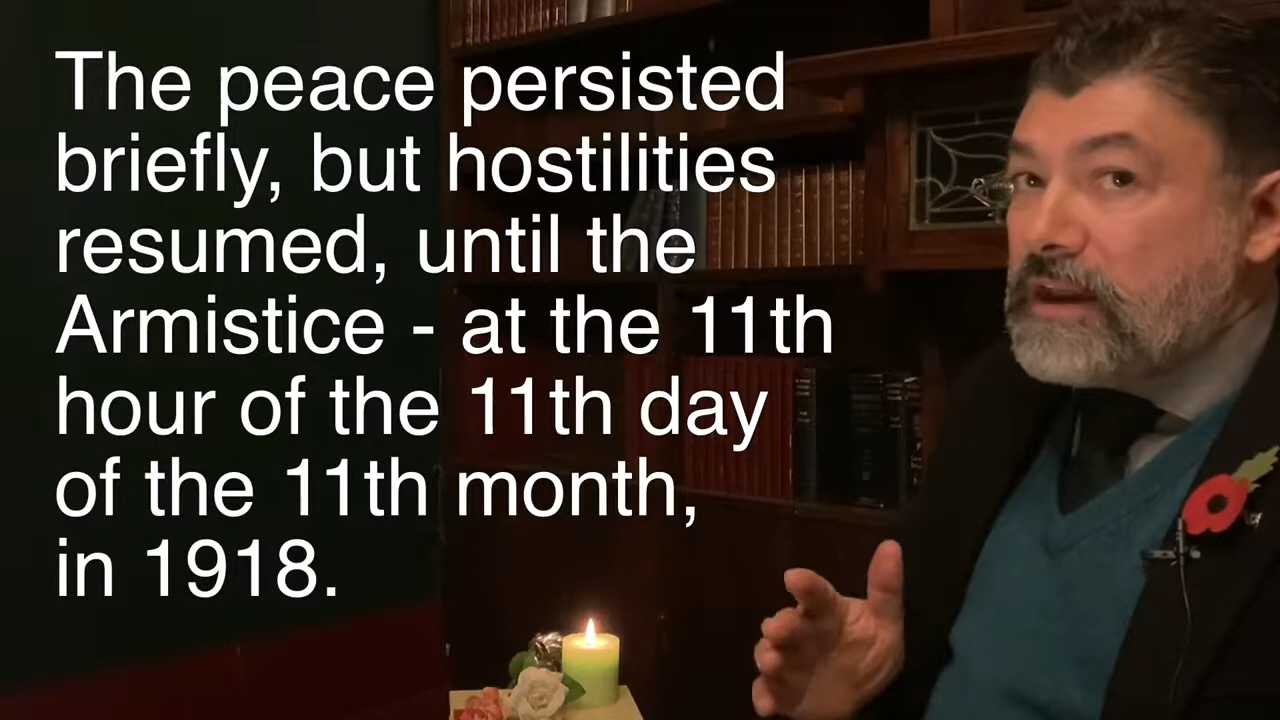 The peace persisted
briefly, but hostilities
resumed, until the
Armistice - at the 11th
hour of the 11th day
of the 11th month,
in 1918.